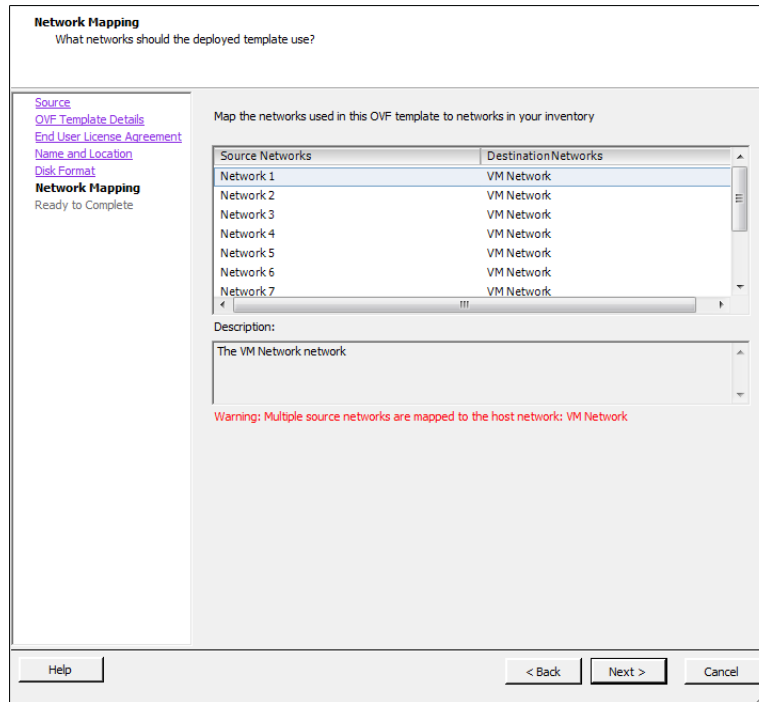 Network Mapping
What networks should the deployed template use?
Source
OVF Template Details
End User License Agreement
Name and Location
Disk Format
Network Mapping
Ready to Complete
Map the networks used in this OVF template to networks in your inventory
Source Networks DestinationNetworks
Network 1 VM Network
Network 2 VM Network
Network 3 VM Network
Network 4 VM Network
Network 5 VM Network
Network 6 VM Network
Network 7 VM Network
Description:
The VM Network network
Warning: Multiple source networks are mapped to the host network: VM Network
Help < Back Next > Cancel